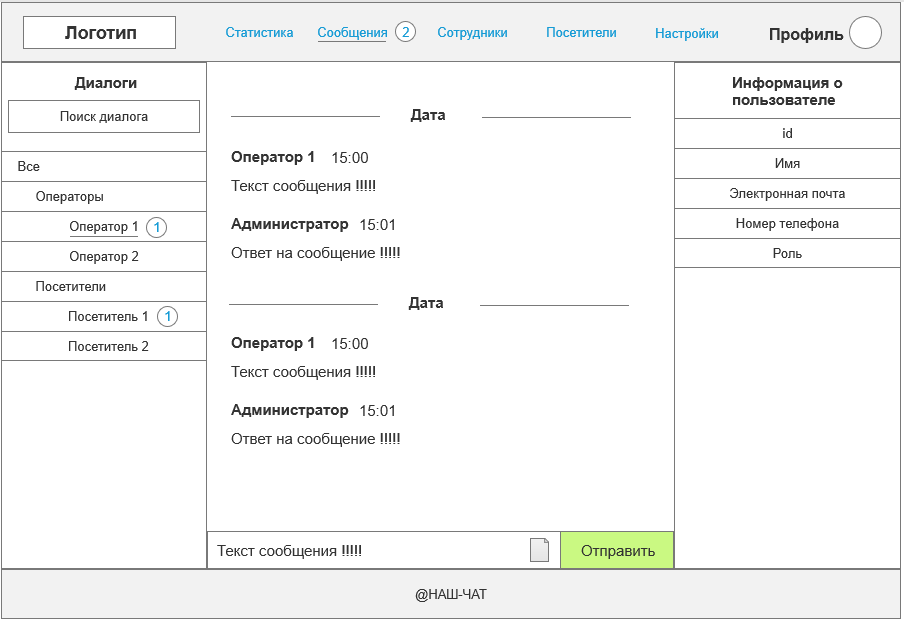 Логотип
Статистика
Сообщения 2
Сотрудники
Посетители
Настройки
Профиль
Диалоги
Поиск диалога
Все
Операторы
Оператор 1 1
Оператор 2
Посетители
Посетитель 1 1
Посетитель 2
Дата
Оператор 1 15:00
Текст сообщения !!!!!
Администратор 15:01
Ответ на сообщение !!!!!
Дата
Оператор 1 15:00
Текст сообщения !!!!!
Администратор 15:01
Ответ на сообщение !!!!!
Текст сообщения !!!!!
Отправить
Информация о
пользователе
id
Имя
Электронная почта
Номер телефона
Роль
@НАШ-ЧАТ